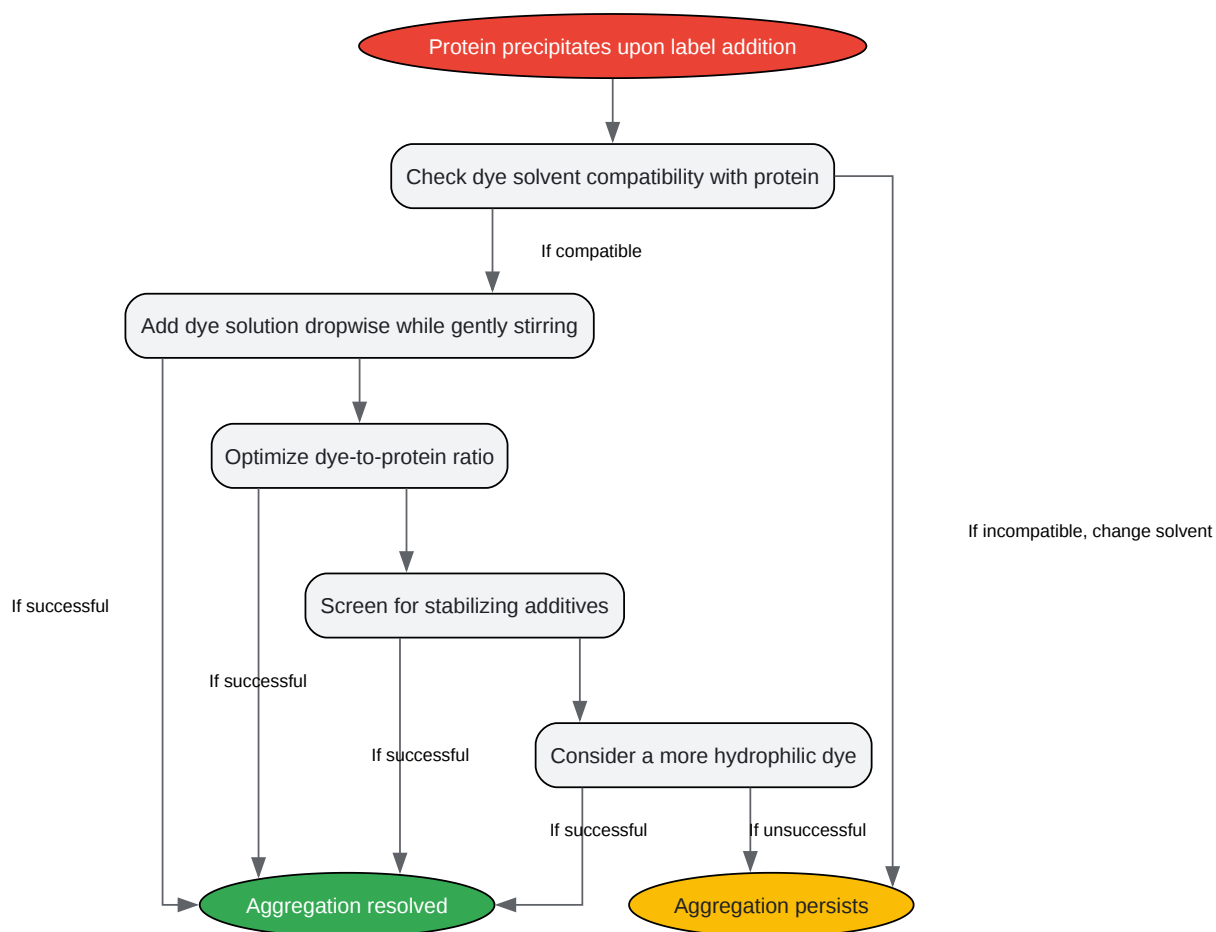 Protein precipitates upon label addition
Check dye solvent compatibility with protein
If compatible
Add dye solution dropwise while gently stirring
Optimize dye-to-protein ratio
If incompatible, change solvent
Screen for stabilizing additives
If successful
If successful
If successful
Consider a more hydrophilic dye
If successful
If unsuccessful
Aggregation resolved
Aggregation persists